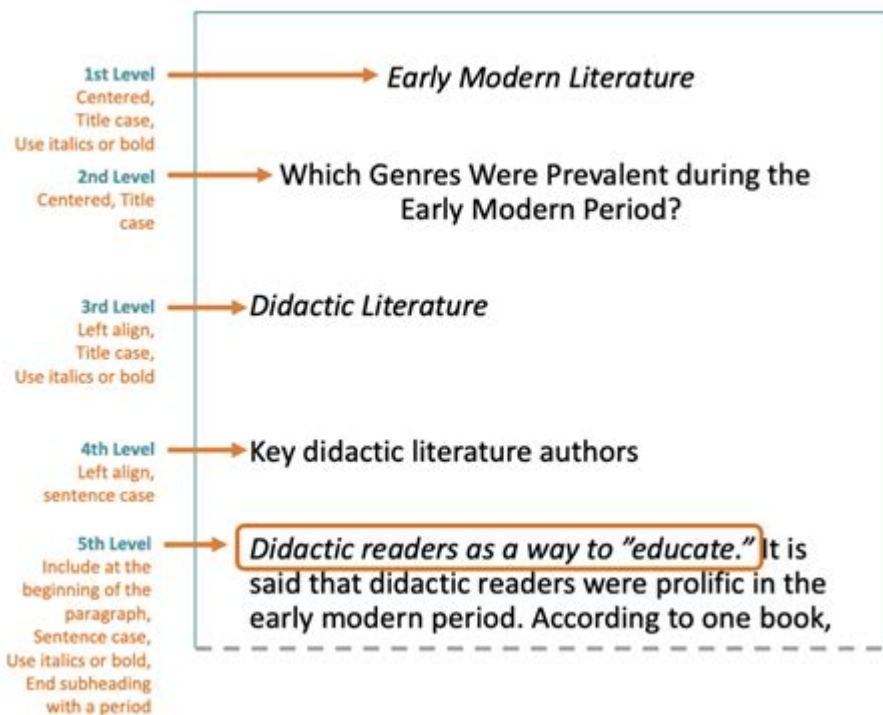 1st Level
Centered,
Title case,
Use italics or bold
Early Modern Literature
2nd Level
Centered, Title
case
Which Genres Were Prevalent during the
Early Modern Period?
3rd Level
Left align,
Title case,
Use italics or bold
Didactic Literature
4th Level
Left align,
sentence case
Key didactic literature authors
5th Level
Include at the
beginning of the
paragraph,
Sentence case,
Use italics or bold,
End subheading
with a period
Didactic readers as a way to ”educate.” It is
said that didactic readers were prolific in the
early modern period. According to one book,